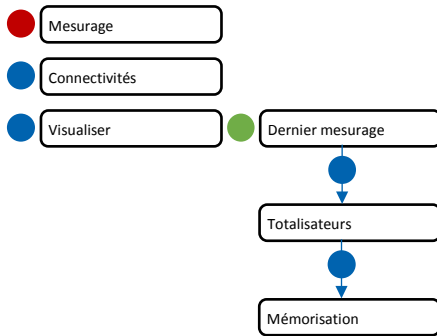 Mesurage
Connectivités
Visualiser
Dernier mesurage
Totalisateurs
Mémorisation